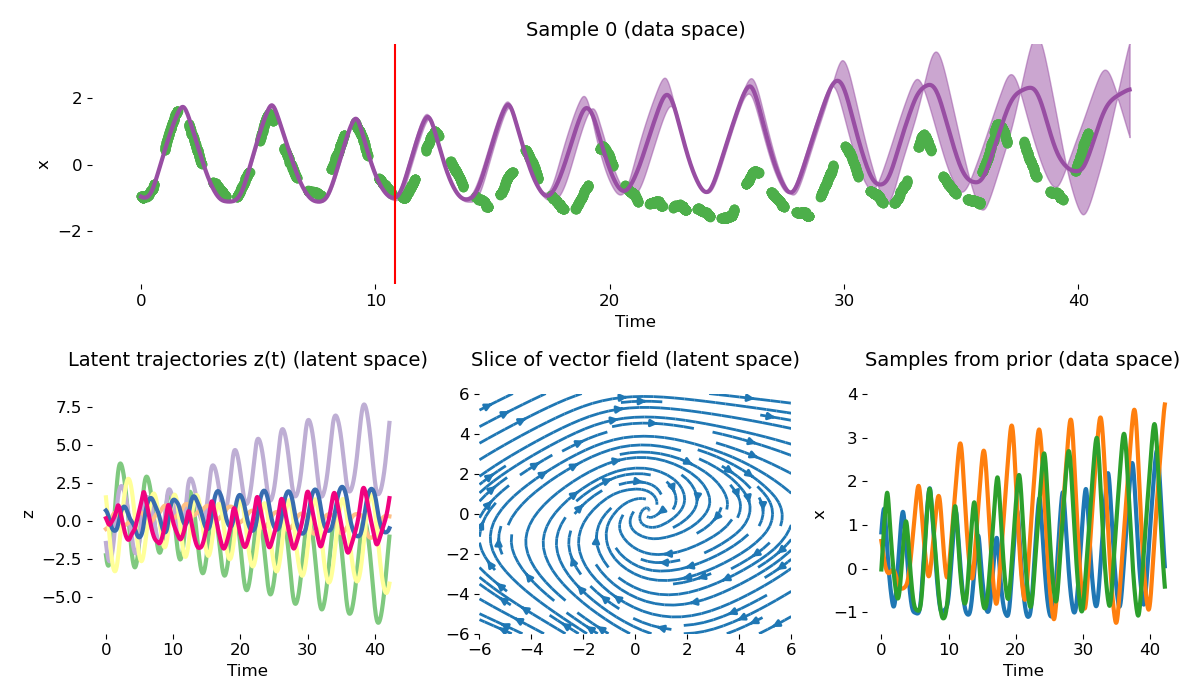 Sample 0 (data space)
2
0
−2
x
0 10 20 30 40
Time
Latent trajectories z(t) (latent space)
7.5
5.0
2.5
0.0
−2.5
−5.0
z
0 10 20 30 40
Time
Slice of vector field (latent space)
6
4
2
0
−2
−4
−6
−6 −4 −2 0 2 4 6
Samples from prior (data space)
4
3
2
1
0
−1
x
0 10 20 30 40
Time